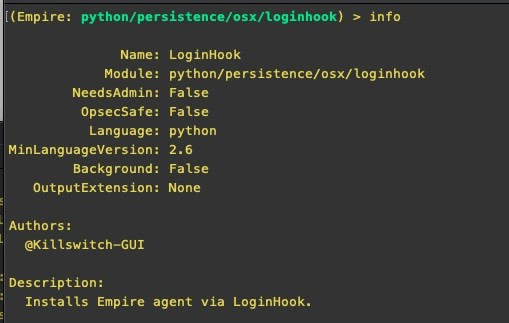 (Empire: python/persistence/osx/loginhook) > info
Name: LoginHook
Module: python/persistence/osx/loginhook
NeedsAdmin: False
OpsecSafe: False
Language: python
MinLanguageVersion: 2.6
Background: False
OutputExtension: None
Authors:
@Killswitch-GUI
Description:
Installs Empire agent via LoginHook.